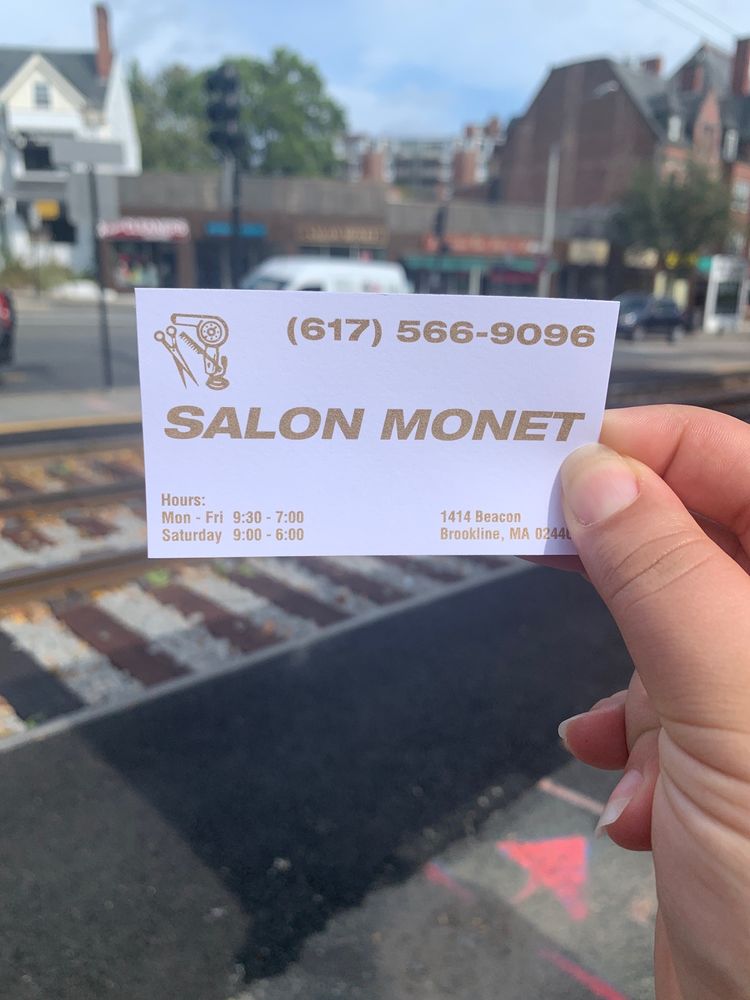 (617) 566-9096
SALON MONET
Hours:
Mon - Fri 9:30 - 7:00
Saturday 9:00 - 6:00
1414 Beacon
Brookline, MA 0244